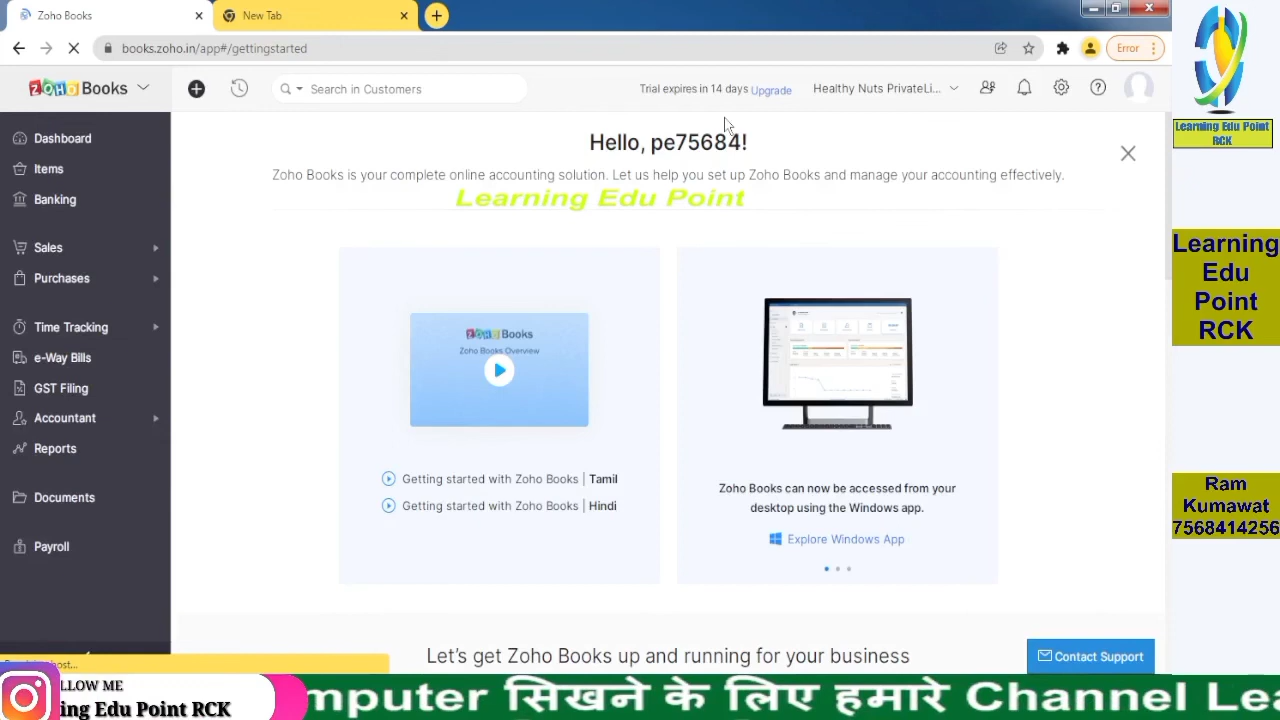 Zoho Books
New Tab
books.zoho.in/app#/gettingstarted
Error
ZOHO Books
Search in Customers
Trial expires in 14 days Upgrade
Healthy Nuts PrivateLi...
Learning Edu Point
RCK
Dashboard
Items
Banking
Sales
Purchases
Time Tracking
e-Way Bills
GST Filing
Accountant
Reports
Documents
Payroll
Hello, pe75684!
Zoho Books is your complete online accounting solution. Let us help you set up Zoho Books and manage your accounting effectively.
Learning Edu Point
ZOHO Books
Zoho Books Overview
Getting started with Zoho Books | Tamil
Getting started with Zoho Books | Hindi
Zoho Books can now be accessed from your
desktop using the Windows app.
Explore Windows App
Let's get Zoho Books up and running for your business
Contact Support
Learning
Edu
Point
RCK
Ram
Kumawat
7568414256
LLOW ME
ng Edu Point RCK
mputer सिखने के लिए हमारे Channel Lea